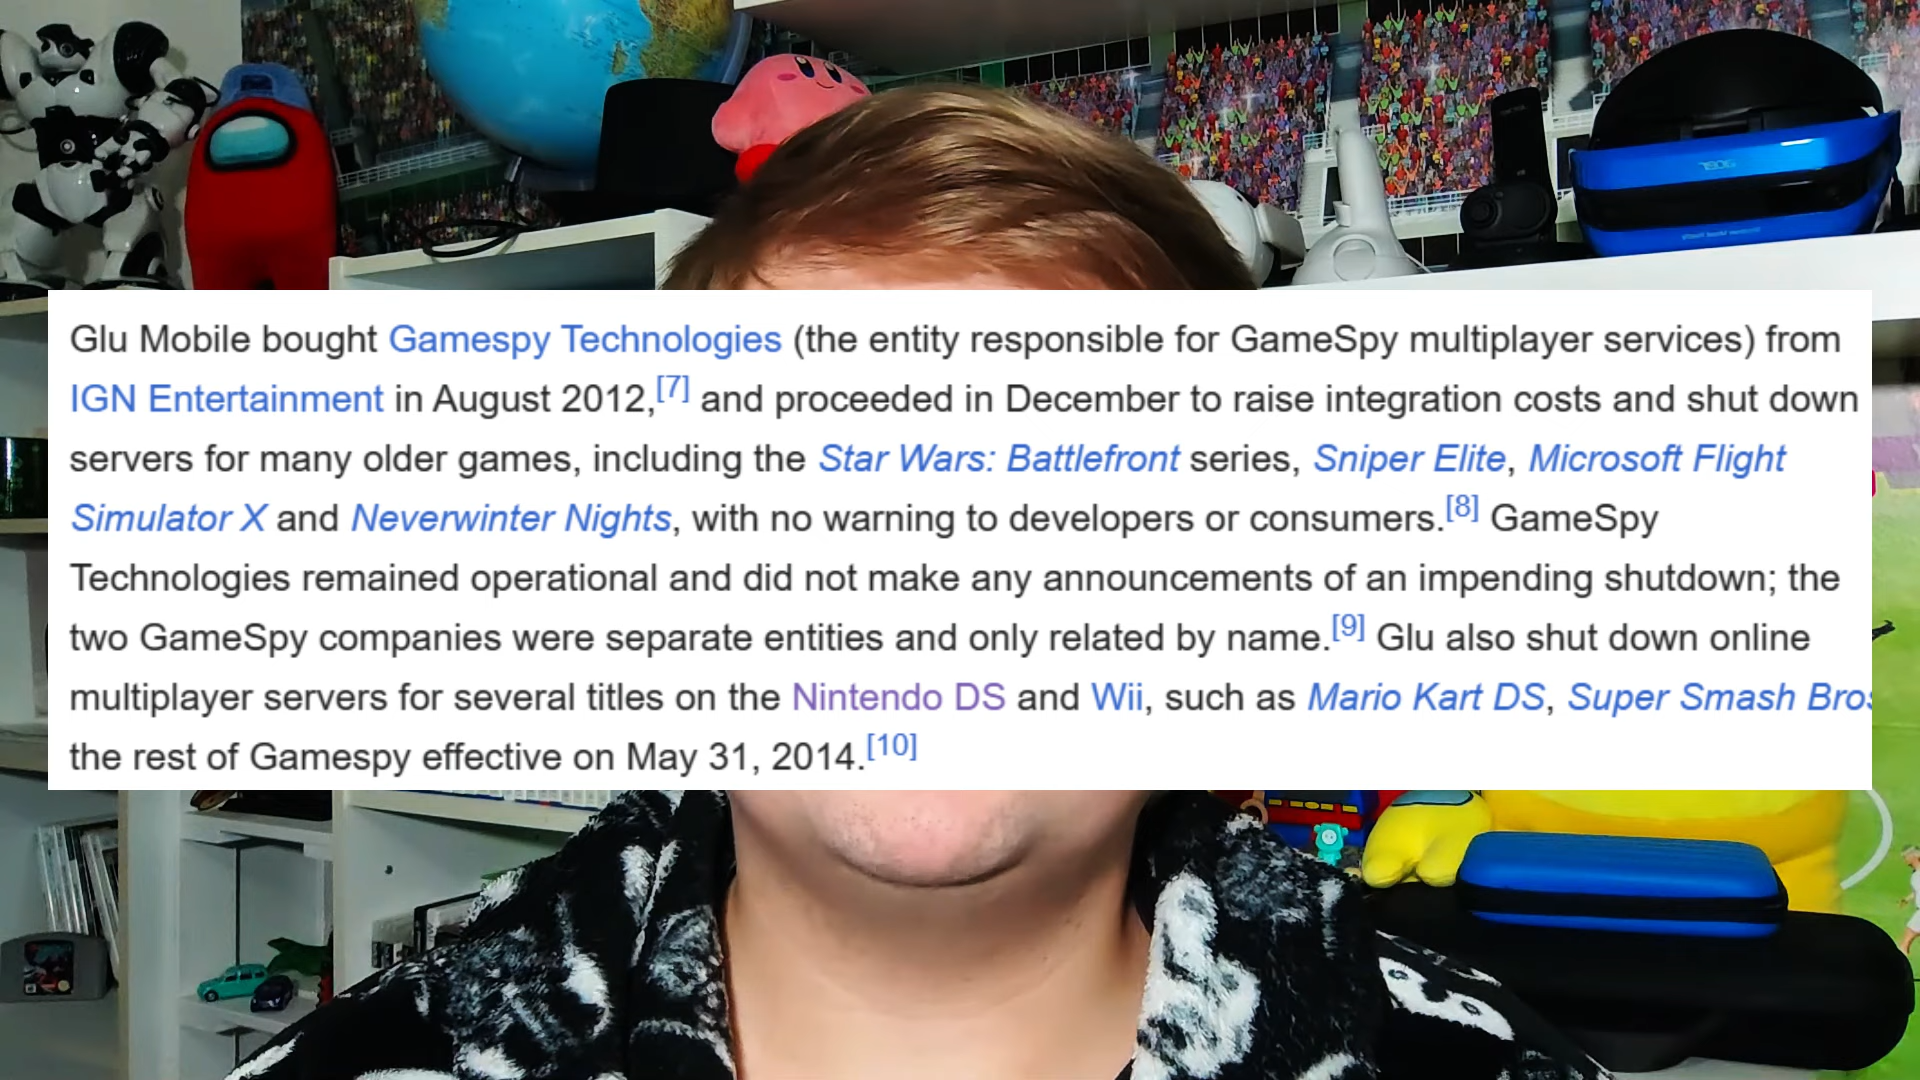 Glu Mobile bought Gamespy Technologies (the entity responsible for GameSpy multiplayer services) from
IGN Entertainment in August 2012,[7] and proceeded in December to raise integration costs and shut down
servers for many older games, including the Star Wars: Battlefront series, Sniper Elite, Microsoft Flight
Simulator X and Neverwinter Nights, with no warning to developers or consumers.[8] GameSpy
Technologies remained operational and did not make any announcements of an impending shutdown; the
two GameSpy companies were separate entities and only related by name.[9] Glu also shut down online
multiplayer servers for several titles on the Nintendo DS and Wii, such as Mario Kart DS, Super Smash Bros
the rest of Gamespy effective on May 31, 2014.[10]